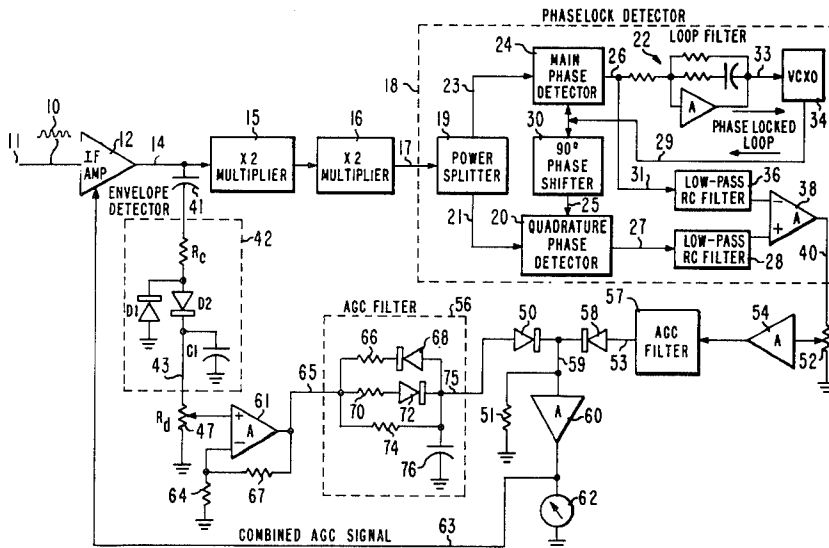 PHASELOCK DETECTOR
LOOP FILTER
24
22
26
33
MAIN PHASE DETECTOR
VCXO
34
A
PHASE LOCKED LOOP
29
18
23
10
11
12
14
IF AMP
15
X2 MULTIPLIER
16
X2 MULTIPLIER
17
19
POWER SPLITTER
30
90° PHASE SHIFTER
25
31
36
LOW-PASS RC FILTER
38
A
-
+
21
20
QUADRATURE PHASE DETECTOR
27
LOW-PASS RC FILTER
28
40
ENVELOPE DETECTOR
41
42
Rc
D1
D2
C1
43
Rd
47
61
A
+
-
64
67
65
AGC FILTER
56
66
68
70
72
74
75
76
50
58
59
53
57
AGC FILTER
54
A
52
51
A
60
62
COMBINED AGC SIGNAL
63